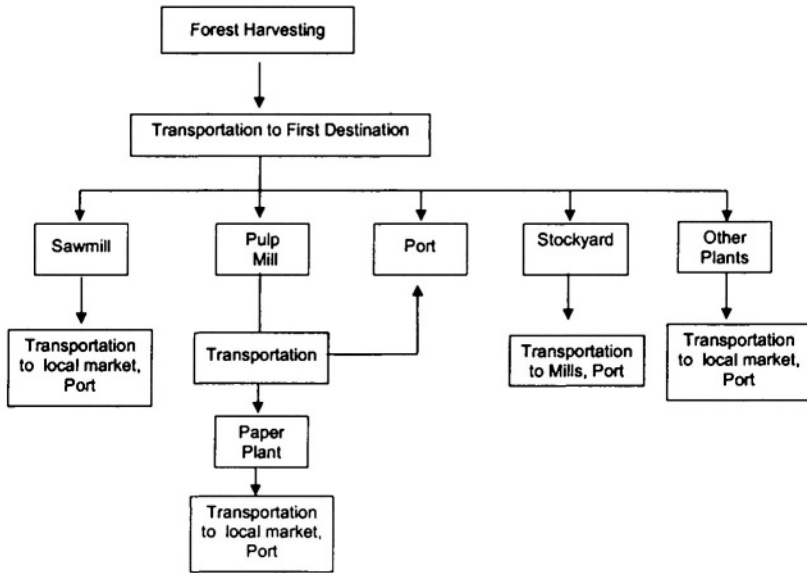 Forest Harvesting
Transportation to First Destination
Sawmill
Pulp
Mill
Port
Stockyard
Other
Plants
Transportation
to local market,
Port
Transportation
Transportation
to Mills, Port
Transportation
to local market,
Port
Paper
Plant
Transportation
to local market,
Port